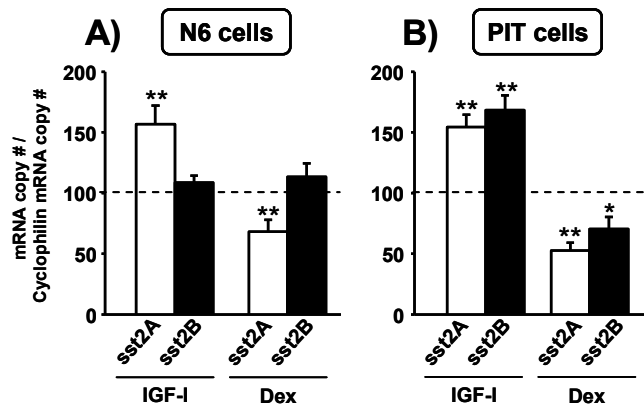 A) N6 cells
B) PIT cells
mRNA copy # /
Cyclophilin mRNA copy #
200
150
100
50
0
**
**
sst2A
sst2B
sst2A
sst2B
IGF-I
Dex
200
150
100
50
0
**
**
**
*
sst2A
sst2B
sst2A
sst2B
IGF-I
Dex